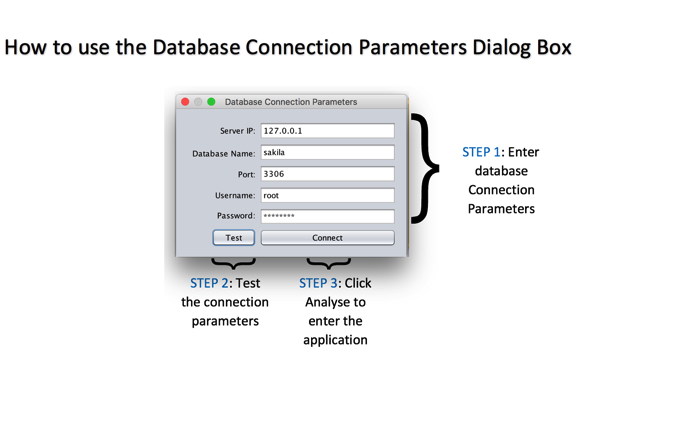 How to use the Database Connection Parameters Dialog Box
Database Connection Parameters
Server IP: 127.0.0.1
Database Name: sakila
Port: 3306
Username: root
Password: ********
Test Connect
STEP 1: Enter
database
Connection
Parameters
STEP 2: Test
the connection
parameters
STEP 3: Click
Analyse to
enter the
application